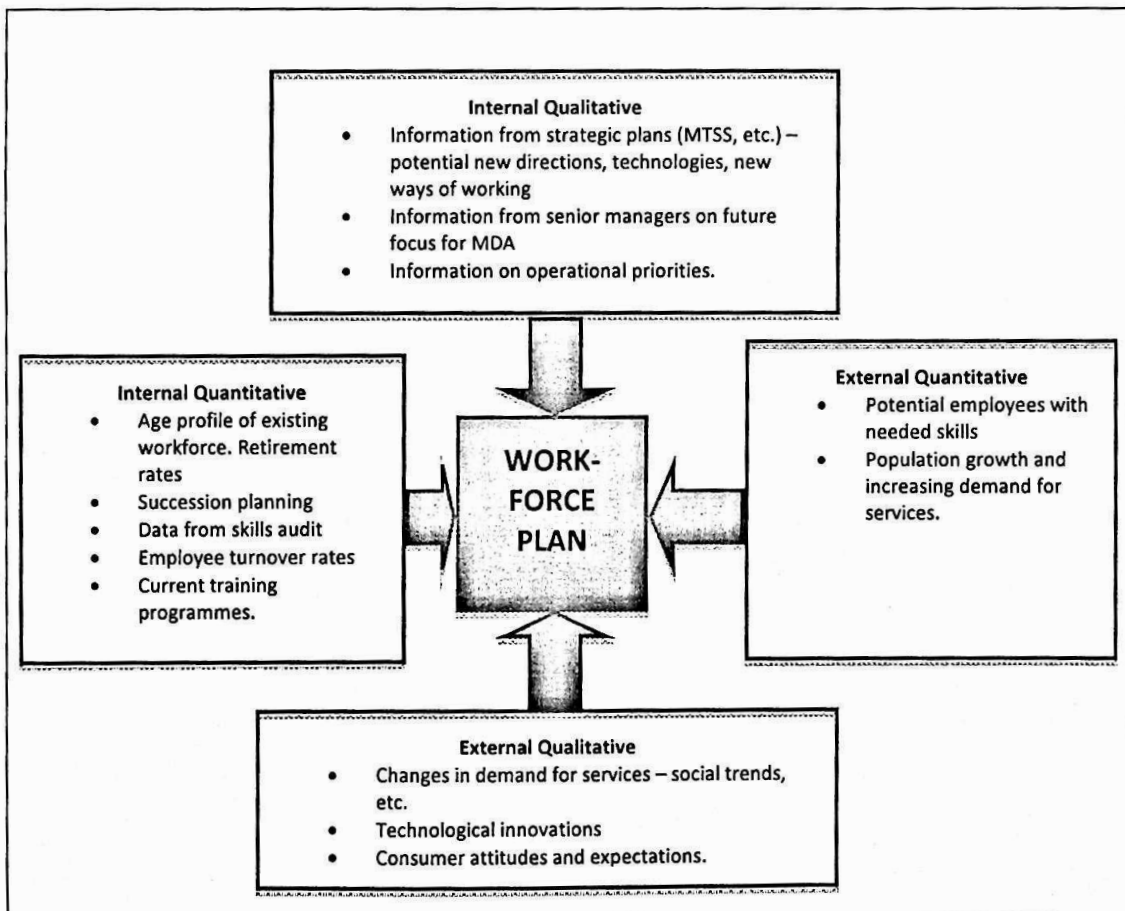 Internal Qualitative
• Information from strategic plans (MTSS, etc.) –
potential new directions, technologies, new
ways of working
• Information from senior managers on future
focus for MDA
• Information on operational priorities.
Internal Quantitative
• Age profile of existing
workforce. Retirement
rates
• Succession planning
• Data from skills audit
• Employee turnover rates
• Current training
programmes.
WORK-
FORCE
PLAN
External Quantitative
• Potential employees with
needed skills
• Population growth and
increasing demand for
services.
External Qualitative
• Changes in demand for services – social trends,
etc.
• Technological innovations
• Consumer attitudes and expectations.